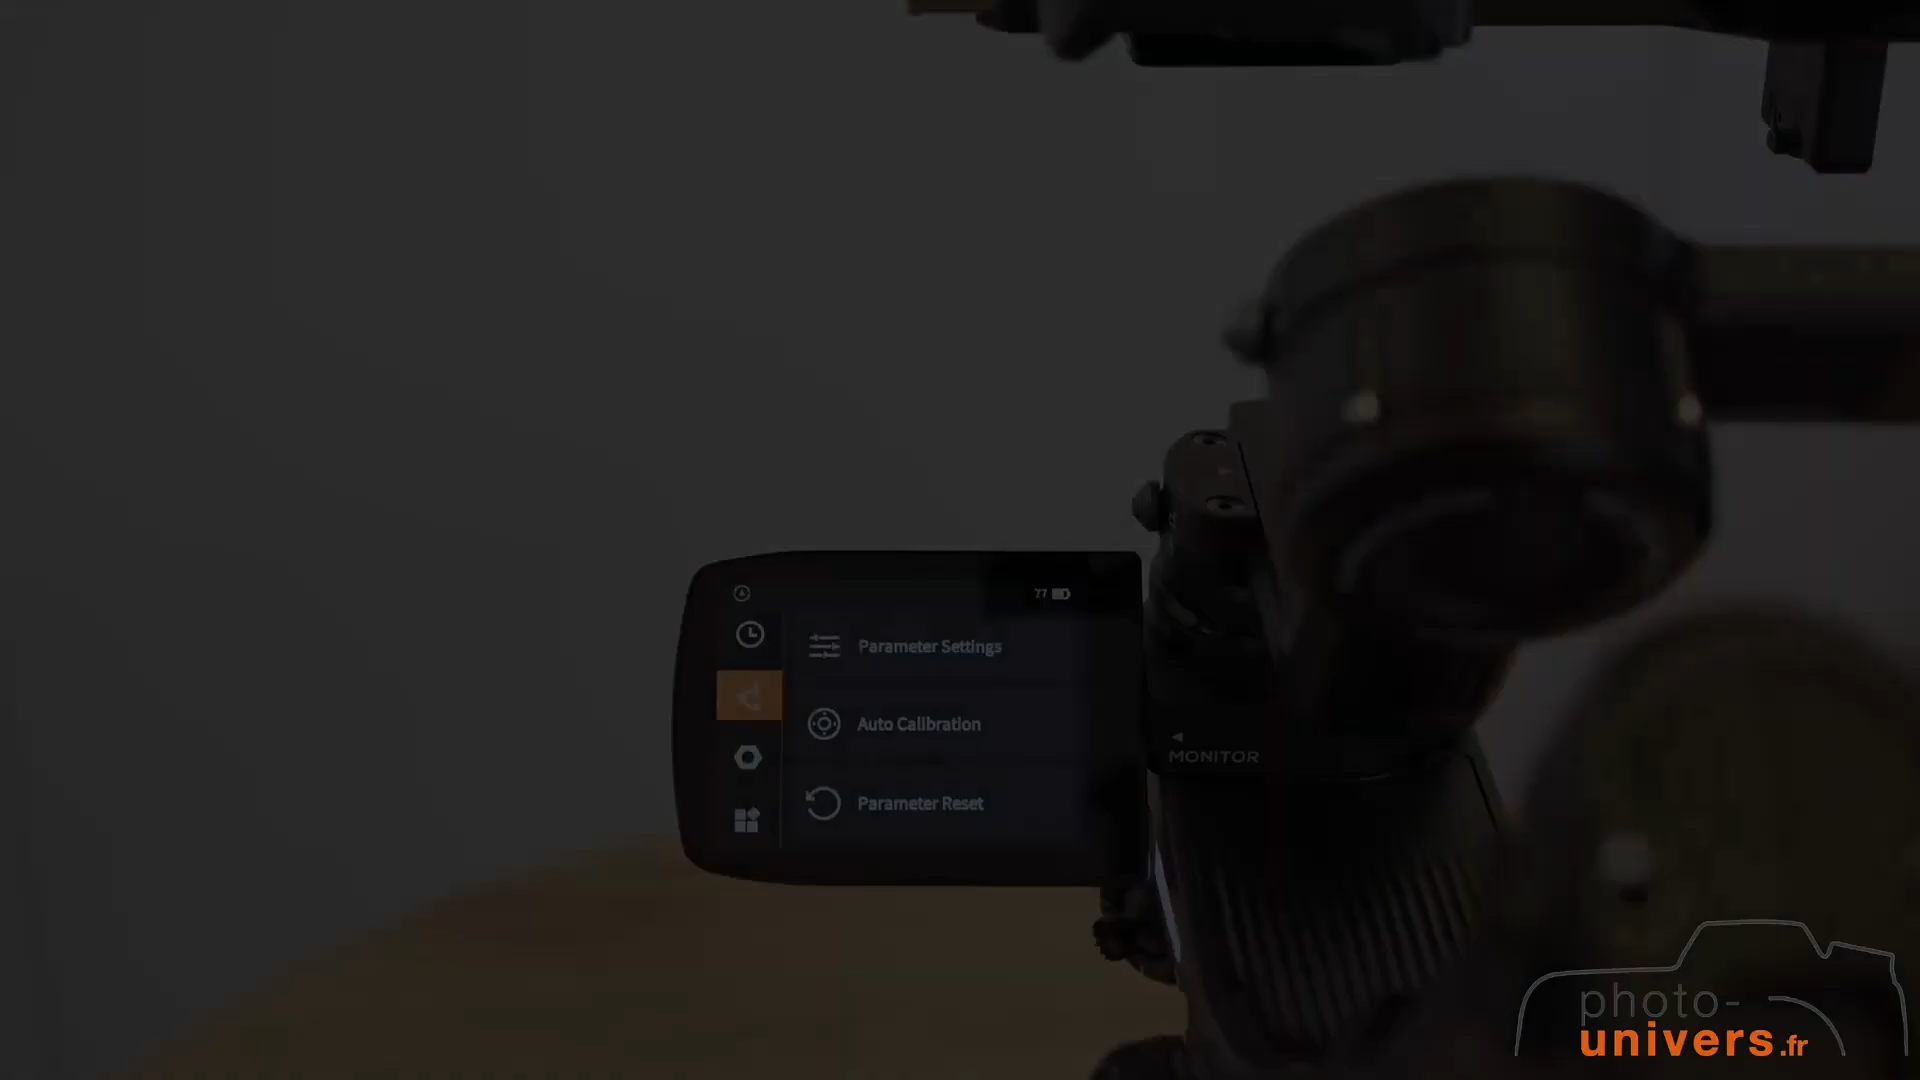 77
Parameter Settings
Auto Calibration
Parameter Reset
MONITOR
photo-
univers.fr